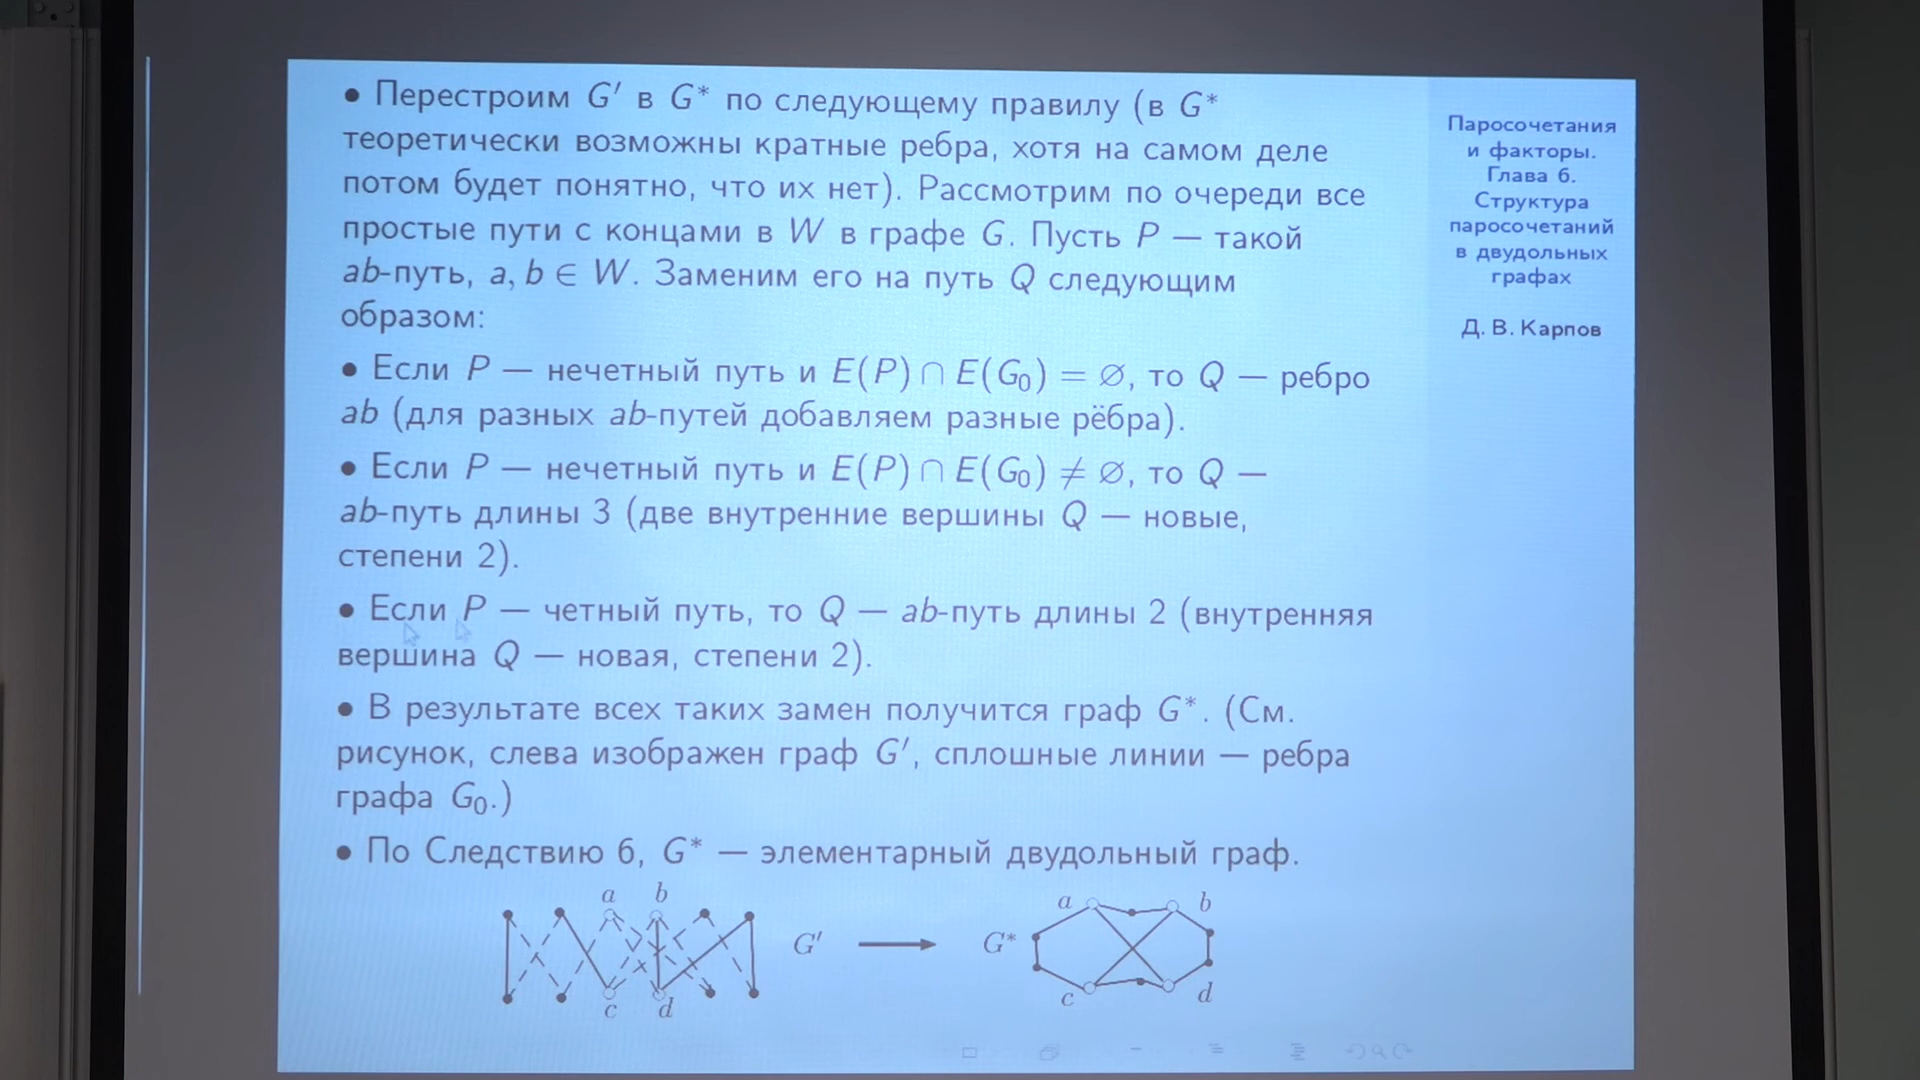 • Перестроим G′ в G* по следующему правилу (в G*
теоретически возможны кратные ребра, хотя на самом деле
потом будет понятно, что их нет). Рассмотрим по очереди все
простые пути с концами в W в графе G. Пусть P — такой
ab-путь, a, b ∈ W. Заменим его на путь Q следующим
образом:
• Если P — нечетный путь и E(P) ∩ E(G₀) = ∅, то Q — ребро
ab (для разных ab-путей добавляем разные рёбра).
• Если P — нечетный путь и E(P) ∩ E(G₀) ≠ ∅, то Q —
ab-путь длины 3 (две внутренние вершины Q — новые,
степени 2).
• Если P — четный путь, то Q — ab-путь длины 2 (внутренняя
вершина Q — новая, степени 2).
• В результате всех таких замен получится граф G*. (См.
рисунок, слева изображен граф G′, сплошные линии — ребра
графа G₀.)
• По Следствию 6, G* — элементарный двудольный граф.
a b
G′
c d
a b
G*
c d
Паросочетания
и факторы.
Глава 6.
Структура
паросочетаний
в двудольных
графах
Д. В. Карпов